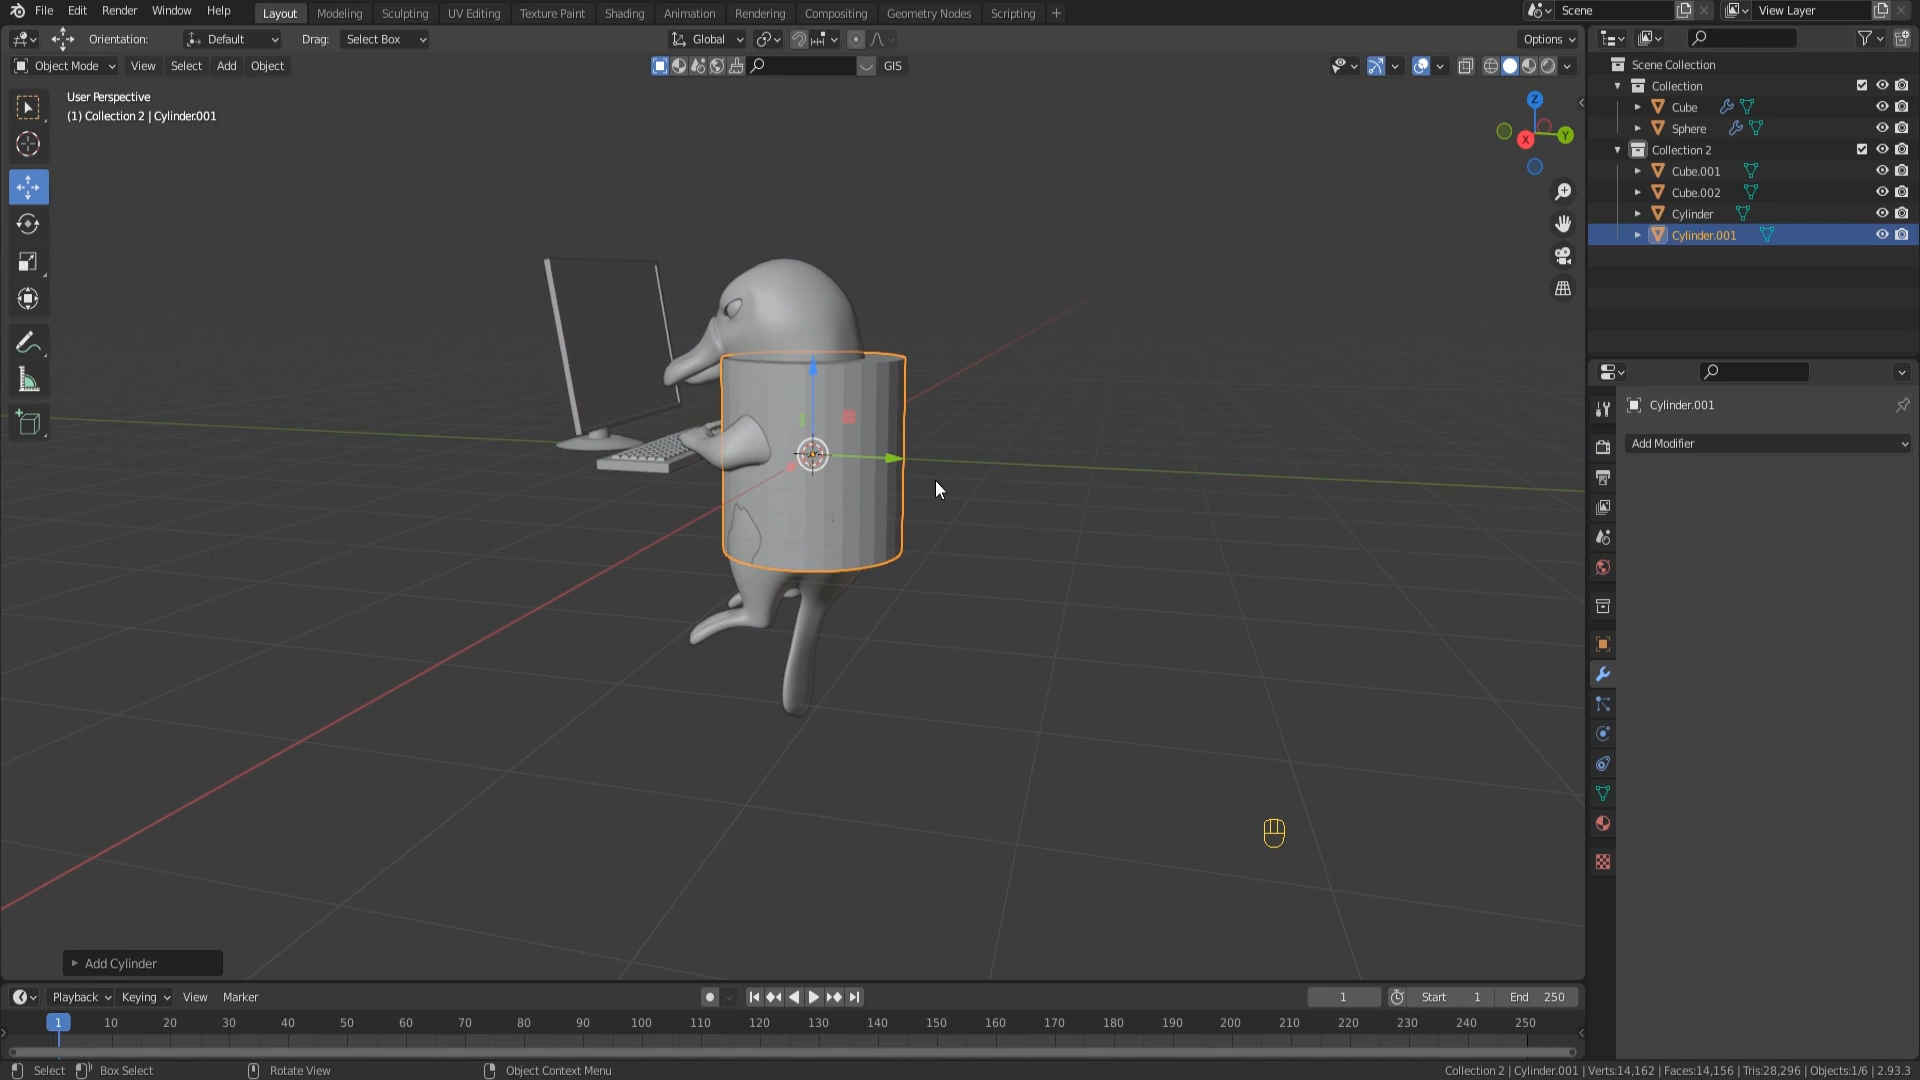 File Edit Render Window Help Layout Modeling Sculpting UV Editing Texture Paint Shading Animation Rendering Compositing Geometry Nodes Scripting + Scene View Layer
Orientation: Default Drag: Select Box Global Options
Object Mode View Select Add Object GIS
User Perspective
(1) Collection 2 | Cylinder.001
Z
Y
X
Scene Collection
Collection
Cube
Sphere
Collection 2
Cube.001
Cube.002
Cylinder
Cylinder.001
Cylinder.001
Add Modifier
Add Cylinder
Playback Keying View Marker 1 Start 1 End 250
1 10 20 30 40 50 60 70 80 90 100 110 120 130 140 150 160 170 180 190 200 210 220 230 240 250
Select Box Select Rotate View Object Context Menu Collection 2 | Cylinder.001 | Verts:14,162 | Faces:14,156 | Tris:28,296 | Objects:1/6 | 2.93.3